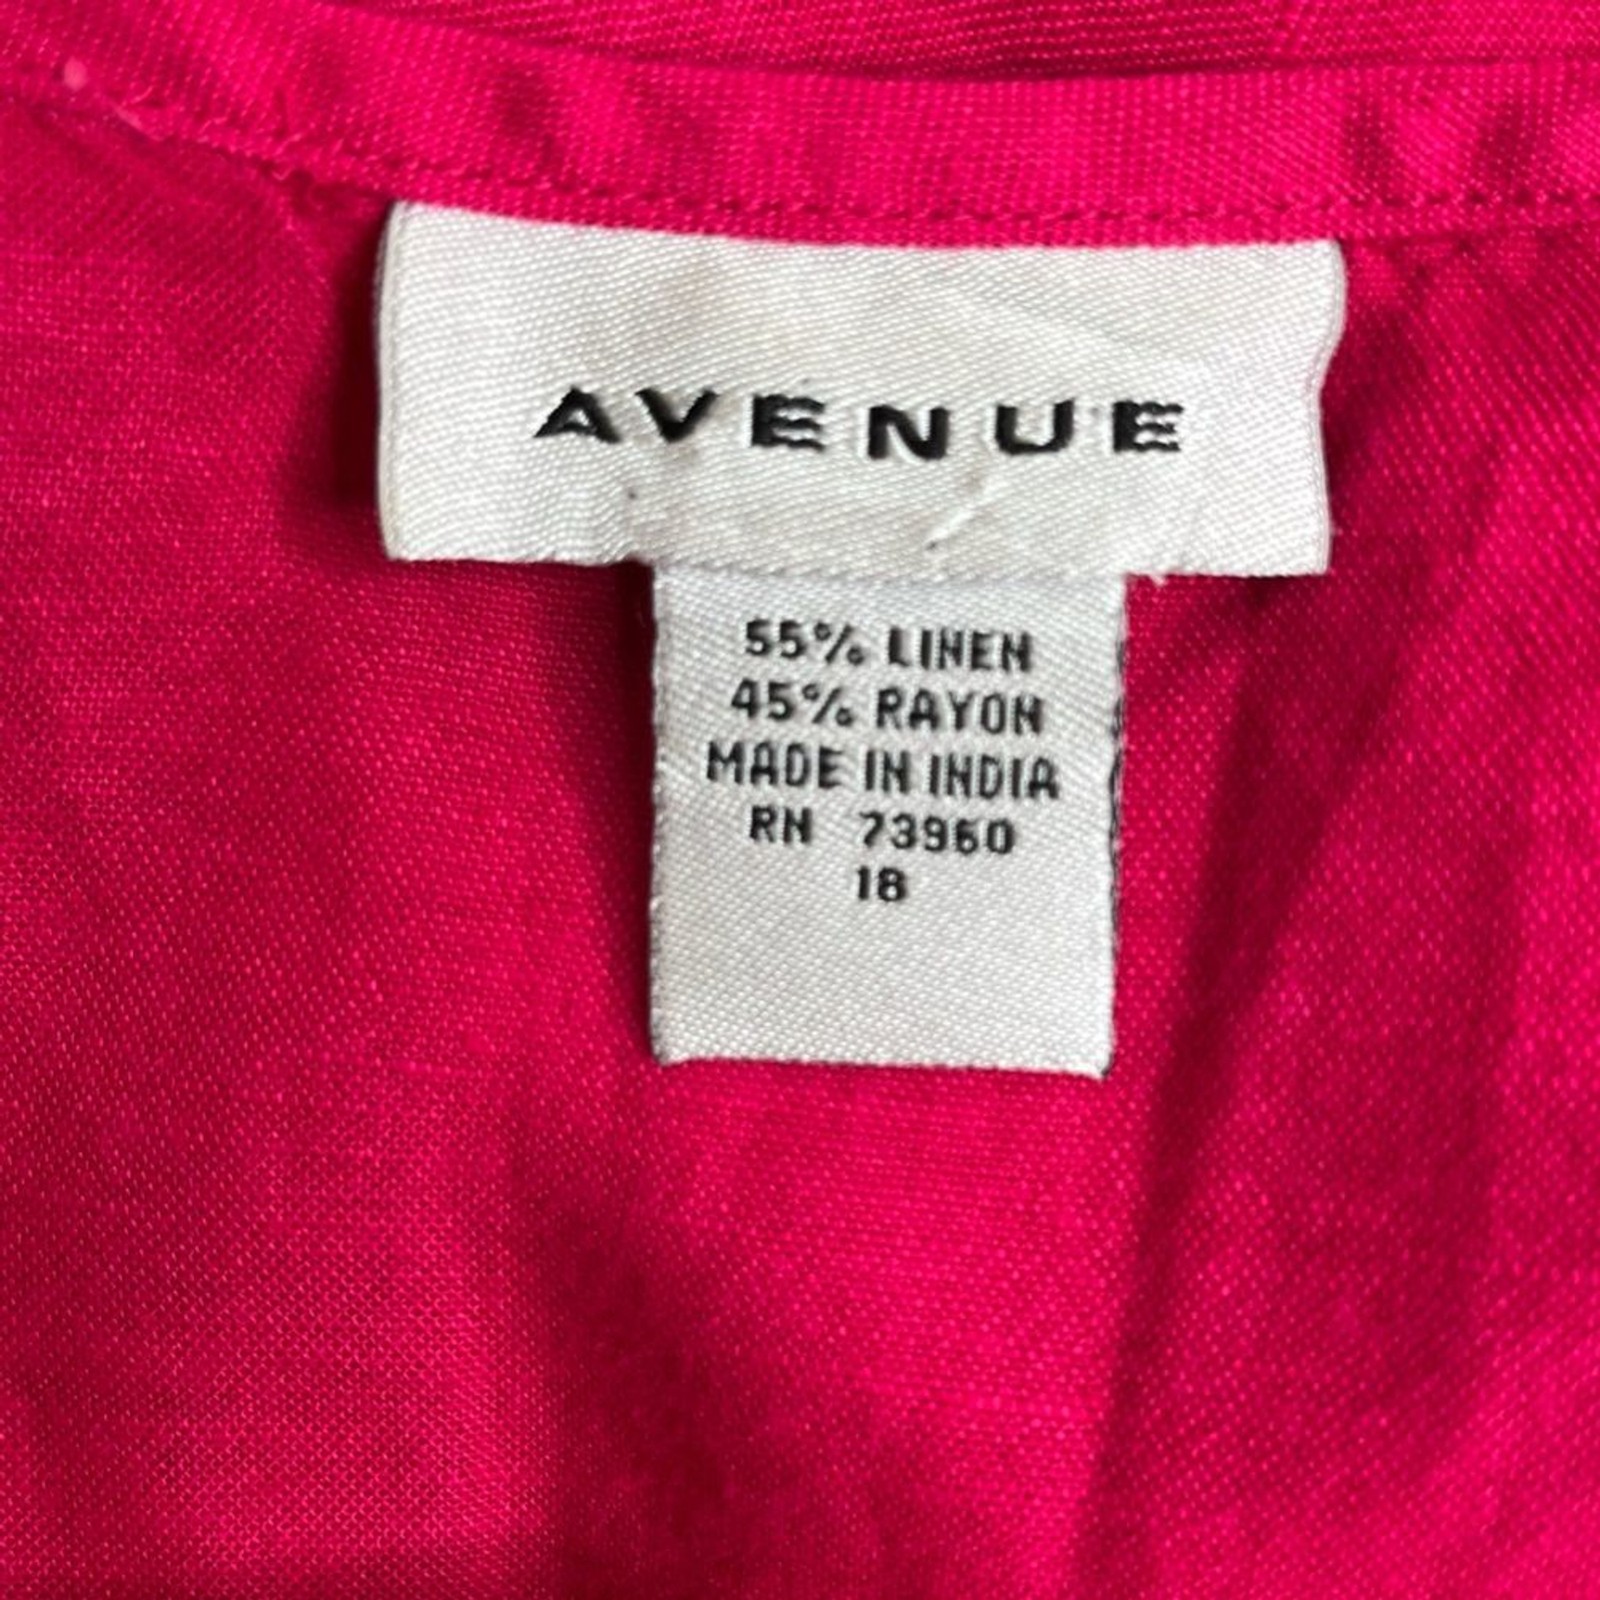 AVENUE
55% LINEN
45% RAYON
MADE IN INDIA
RN 73960
18